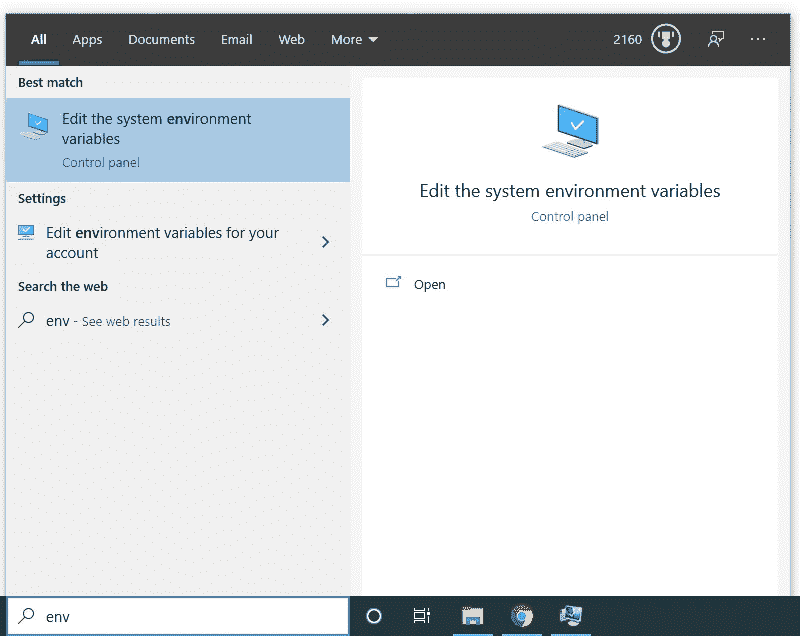 All Apps Documents Email Web More 2160 ...
Best match
Edit the system environment
variables
Control panel
Settings
Edit environment variables for your
account
Search the web
env - See web results
Edit the system environment variables
Control panel
Open
env